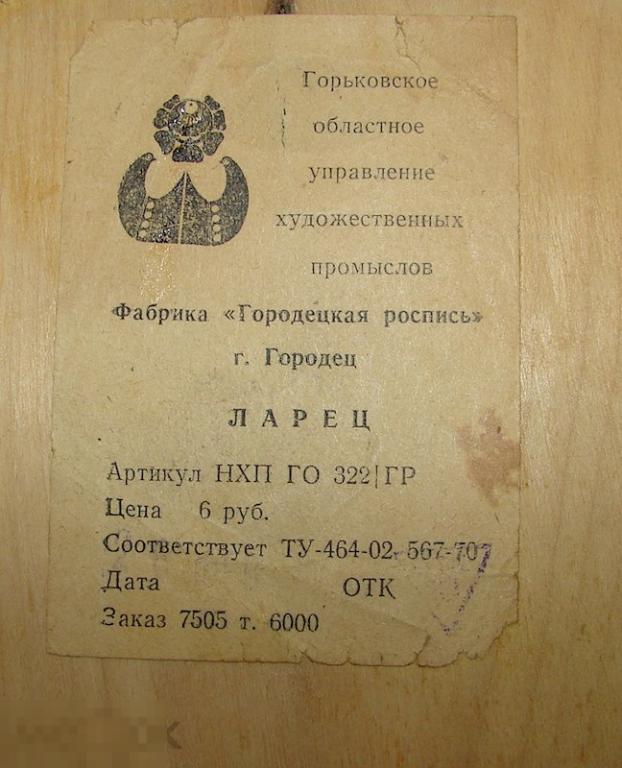 Горьковское
областное
управление
художественных
промыслов
Фабрика «Городецкая роспись»
г. Городец
ЛАРЕЦ
Артикул НХП ГО 322|ГР
Цена 6 руб.
Соответствует ТУ-464-02-567-70
Дата ОТК
Заказ 7505 т. 6000